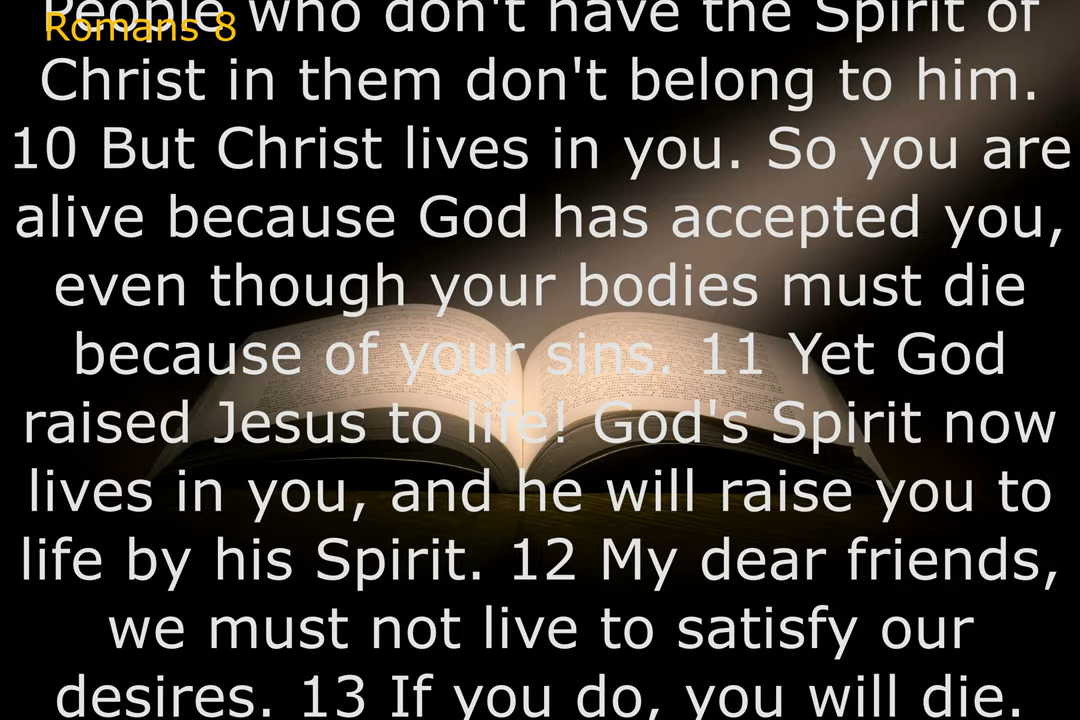 People who don't have the Spirit of
Romans 8
Christ in them don't belong to him.
10 But Christ lives in you. So you are
alive because God has accepted you,
even though your bodies must die
because of your sins. 11 Yet God
raised Jesus to life! God's Spirit now
lives in you, and he will raise you to
life by his Spirit. 12 My dear friends,
we must not live to satisfy our
desires. 13 If you do, you will die.